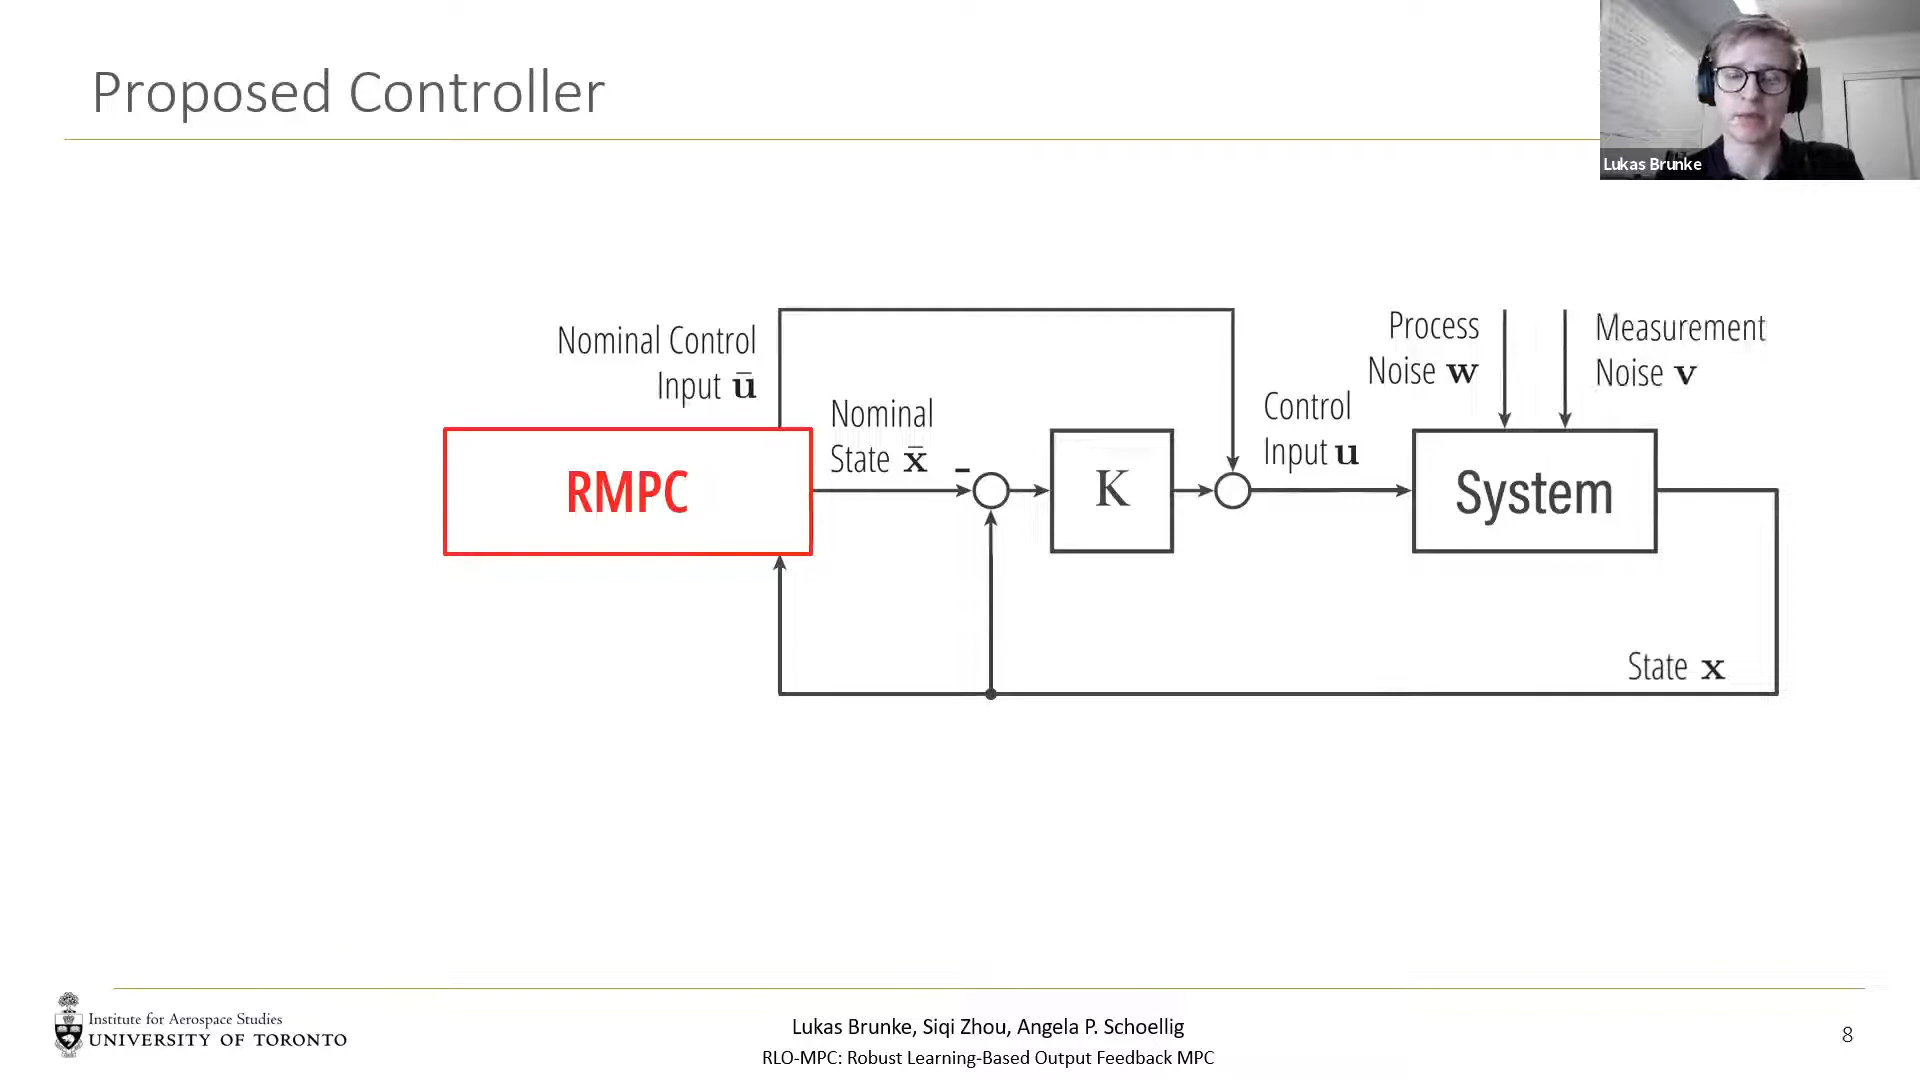 Proposed Controller
Lukas Brunke
Nominal Control
Input ū
Nominal
State x̄
-
RMPC
K
Control
Input u
Process
Noise w
Measurement
Noise v
System
State x
Institute for Aerospace Studies
UNIVERSITY OF TORONTO
Lukas Brunke, Siqi Zhou, Angela P. Schoellig
RLO-MPC: Robust Learning-Based Output Feedback MPC
8